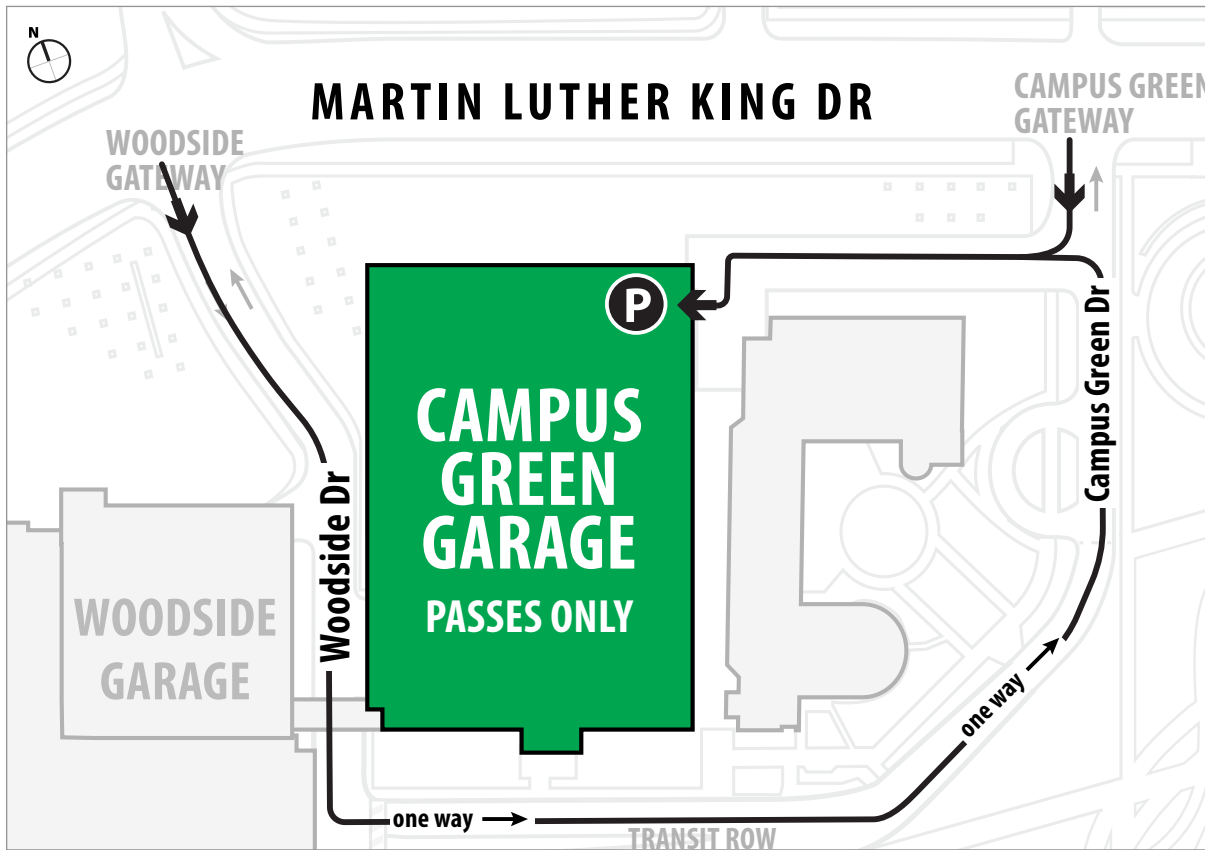 N
MARTIN LUTHER KING DR
CAMPUS GREEN
GATEWAY
WOODSIDE
GATEWAY
P
CAMPUS
GREEN
GARAGE
PASSES ONLY
Woodside Dr
Campus Green Dr
WOODSIDE
GARAGE
one way
one way
TRANSIT ROW